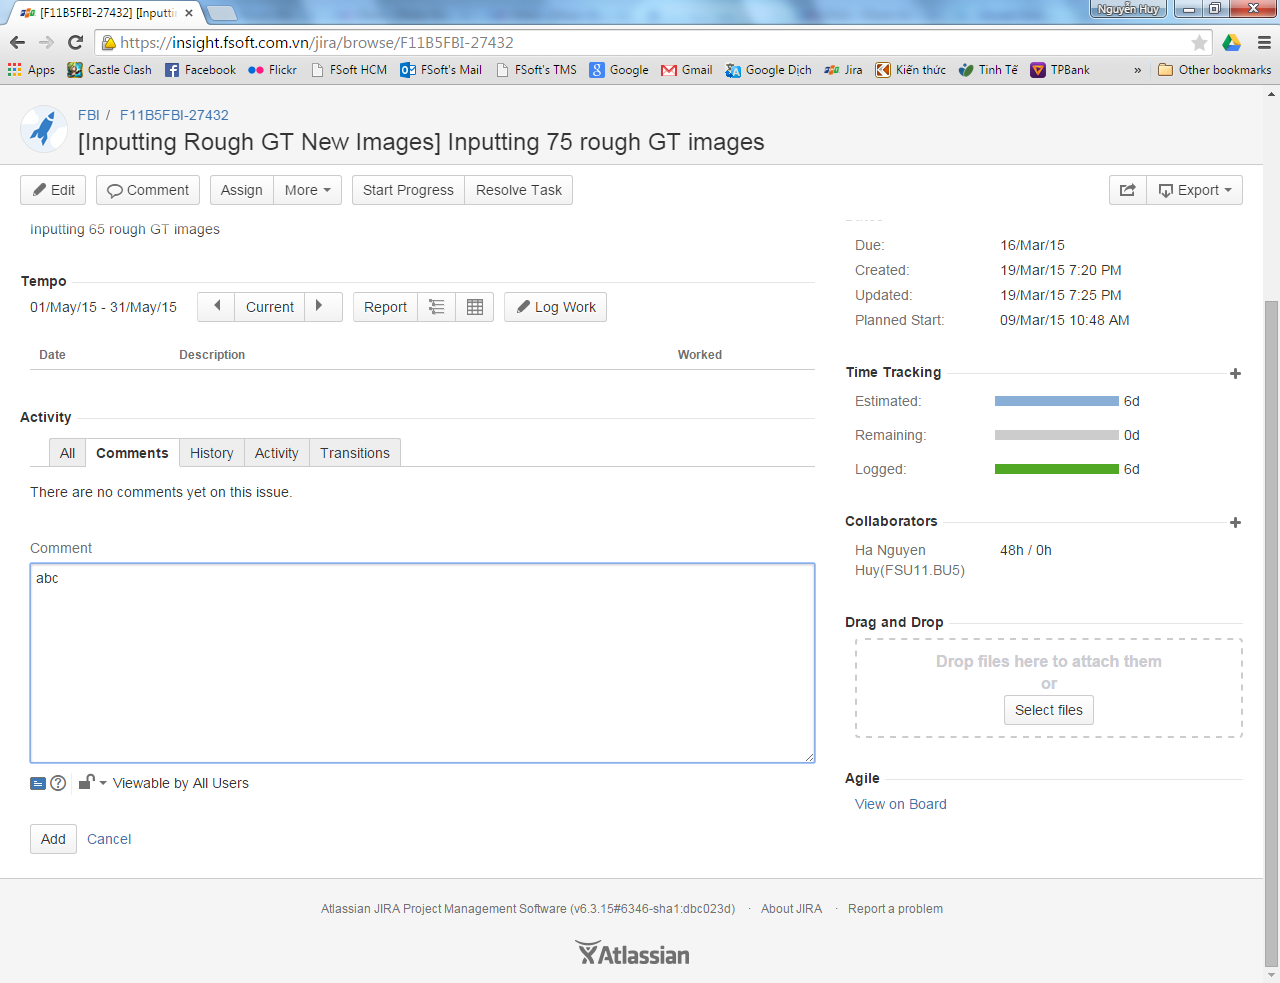 [F11B5FBI-27432] [Inputti
Nguyễn Huy
https://insight.fsoft.com.vn/jira/browse/F11B5FBI-27432
Apps Castle Clash Facebook Flickr FSoft HCM FSoft's Mail FSoft's TMS Google Gmail Google Dịch Jira Kiến thức Tinh Tế TPBank » Other bookmarks
FBI / F11B5FBI-27432
[Inputting Rough GT New Images] Inputting 75 rough GT images
Edit Comment Assign More Start Progress Resolve Task Export
Inputting 65 rough GT images
Tempo
01/May/15 - 31/May/15 Current Report Log Work
Date Description Worked
Activity
All Comments History Activity Transitions
There are no comments yet on this issue.
Comment
abc
Viewable by All Users
Add Cancel
Due: 16/Mar/15
Created: 19/Mar/15 7:20 PM
Updated: 19/Mar/15 7:25 PM
Planned Start: 09/Mar/15 10:48 AM
Time Tracking
Estimated: 6d
Remaining: 0d
Logged: 6d
Collaborators
Ha Nguyen 48h / 0h
Huy(FSU11.BU5)
Drag and Drop
Drop files here to attach them
or
Select files
Agile
View on Board
Atlassian JIRA Project Management Software (v6.3.15#6346-sha1:dbc023d) · About JIRA · Report a problem
Atlassian